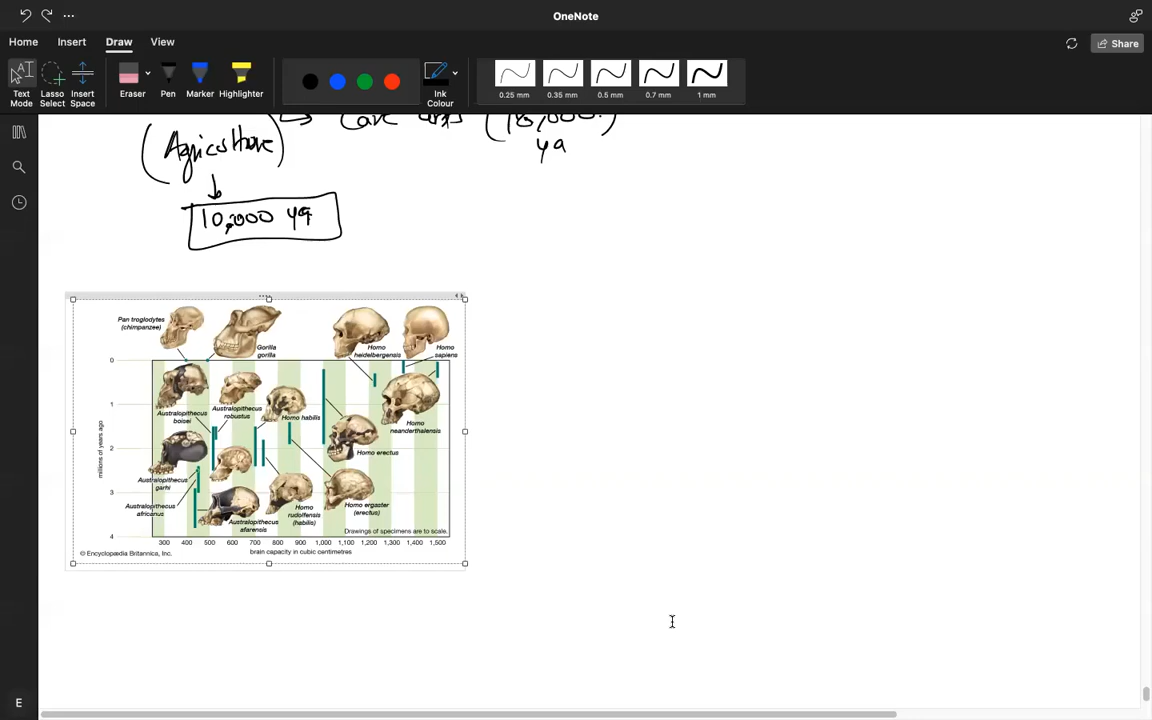 OneNote
Home Insert Draw View
Share
Text Mode
Lasso Select
Insert Space
Eraser
Pen
Marker
Highlighter
Ink Colour
0.25 mm
0.35 mm
0.5 mm
0.7 mm
1 mm
(Agriculture)
ya
10,000 ya
Pan troglodytes
(chimpanzee)
Gorilla
gorilla
Homo
heidelbergensis
Homo
sapiens
Australopithecus
boisei
Australopithecus
robustus
Homo habilis
Homo
neanderthalensis
Homo erectus
Australopithecus
garhi
Australopithecus
africanus
Australopithecus
afarensis
Homo
rudolfensis
(habilis)
Homo ergaster
(erectus)
Drawings of specimens are to scale.
millions of years ago
0
1
2
3
4
300 400 500 600 700 800 900 1,000 1,100 1,200 1,300 1,400 1,500
brain capacity in cubic centimetres
© Encyclopædia Britannica, Inc.
E